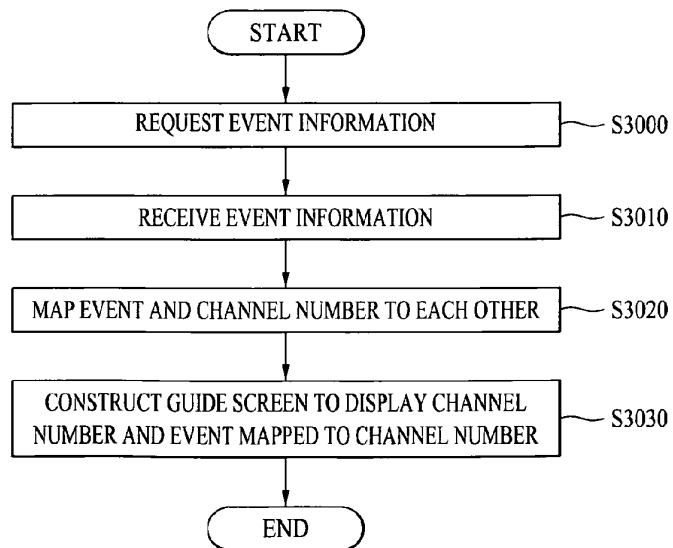 START
REQUEST EVENT INFORMATION
S3000
RECEIVE EVENT INFORMATION
S3010
MAP EVENT AND CHANNEL NUMBER TO EACH OTHER
S3020
CONSTRUCT GUIDE SCREEN TO DISPLAY CHANNEL
NUMBER AND EVENT MAPPED TO CHANNEL NUMBER
S3030
END